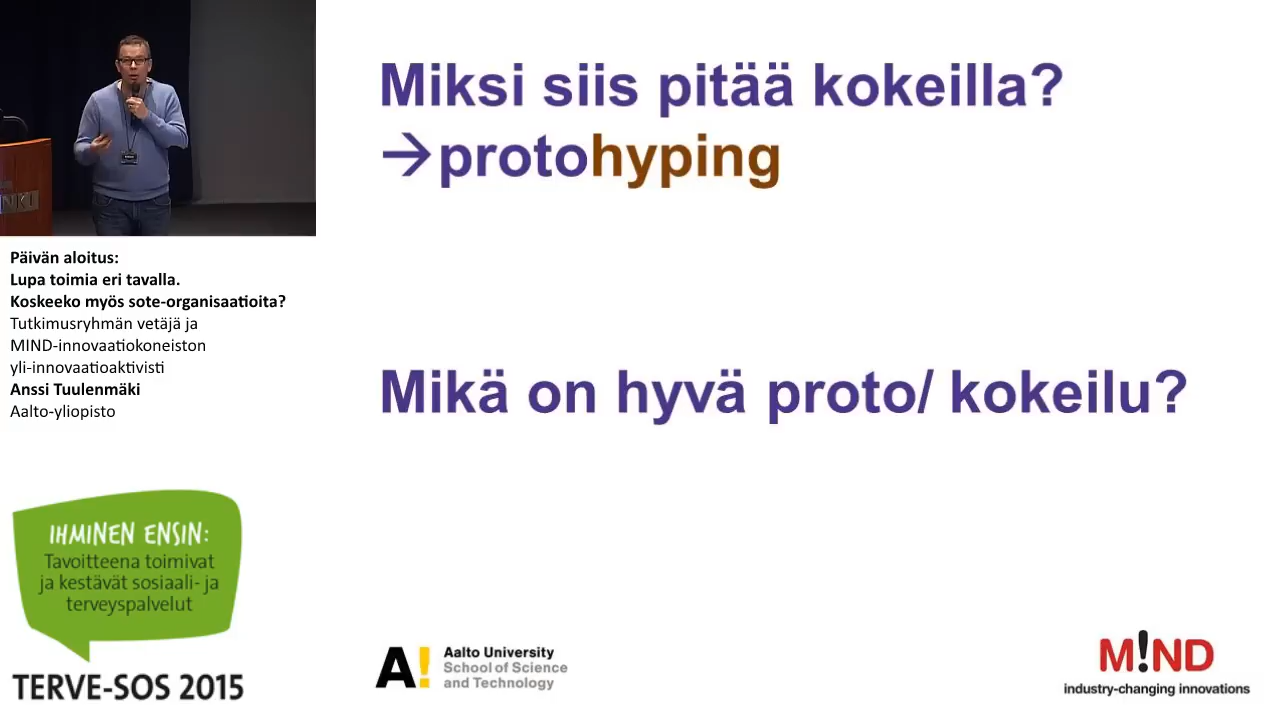 Miksi siis pitää kokeilla?
→protohyping
Mikä on hyvä proto/ kokeilu?
Päivän aloitus:
Lupa toimia eri tavalla.
Koskeeko myös sote-organisaatioita?
Tutkimusryhmän vetäjä ja
MIND-innovaatiokoneiston
yli-innovaatioaktivisti
Anssi Tuulenmäki
Aalto-yliopisto
IHMINEN ENSIN:
Tavoitteena toimivat
ja kestävät sosiaali- ja
terveyspalvelut
TERVE-SOS 2015
A! Aalto University
School of Science
and Technology
M!ND
industry-changing innovations